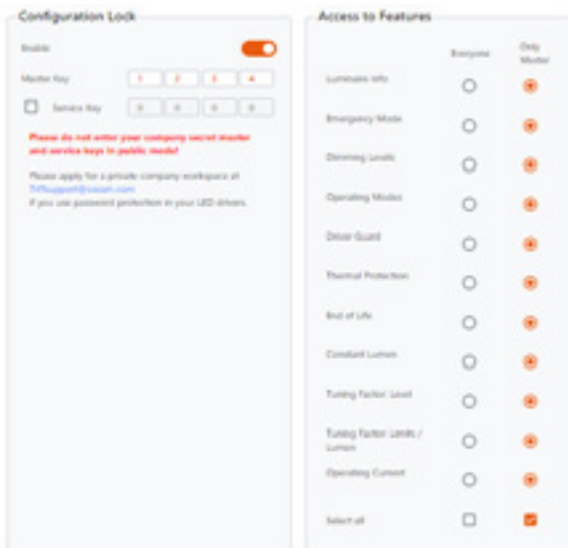 Configuration Lock
Enable
Master Key 1 2 3 4
Service Key 0 0 0 0
Please do not enter your company secret master
and service keys in public mode!
Please apply for a private company workspace at
if you use password protection in your LED drivers.
Access to Features
Everyone
Only
Master
Luminaire Info
Emergency Mode
Dimming Levels
Operating Modes
Driver Guard
Thermal Protection
End of Life
Constant Lumen
Tuning Factor: Level
Tuning Factor: Limits /
Lumen
Operating Current
Select all